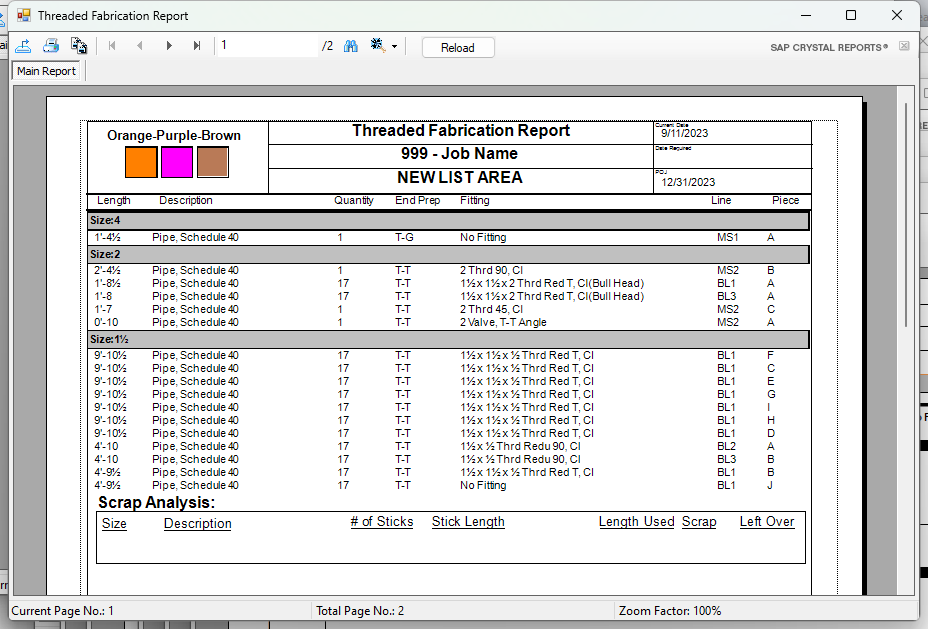 Threaded Fabrication Report
1 /2 Reload SAP CRYSTAL REPORTS®
Main Report
Orange-Purple-Brown
Threaded Fabrication Report
999 - Job Name
NEW LIST AREA
Current Date
9/11/2023
Date Required
POJ
12/31/2023
Length Description Quantity End Prep Fitting Line Piece
Size:4
1'-4½ Pipe, Schedule 40 1 T-G No Fitting MS1 A
Size:2
2'-4½ Pipe, Schedule 40 1 T-T 2 Thrd 90, CI MS2 B
1'-8½ Pipe, Schedule 40 17 T-T 1½ x 1½ x 2 Thrd Red T, CI(Bull Head) BL1 A
1'-8 Pipe, Schedule 40 17 T-T 1½ x 1½ x 2 Thrd Red T, CI(Bull Head) BL3 A
1'-7 Pipe, Schedule 40 1 T-T 2 Thrd 45, CI MS2 C
0'-10 Pipe, Schedule 40 1 T-T 2 Valve, T-T Angle MS2 A
Size:1½
9'-10½ Pipe, Schedule 40 17 T-T 1½ x 1½ x ½ Thrd Red T, CI BL1 F
9'-10½ Pipe, Schedule 40 17 T-T 1½ x 1½ x ½ Thrd Red T, CI BL1 C
9'-10½ Pipe, Schedule 40 17 T-T 1½ x 1½ x ½ Thrd Red T, CI BL1 E
9'-10½ Pipe, Schedule 40 17 T-T 1½ x 1½ x ½ Thrd Red T, CI BL1 G
9'-10½ Pipe, Schedule 40 17 T-T 1½ x 1½ x ½ Thrd Red T, CI BL1 I
9'-10½ Pipe, Schedule 40 17 T-T 1½ x 1½ x ½ Thrd Red T, CI BL1 H
9'-10½ Pipe, Schedule 40 17 T-T 1½ x 1½ x ½ Thrd Red T, CI BL1 D
4'-10 Pipe, Schedule 40 17 T-T 1½ x ½ Thrd Redu 90, CI BL2 A
4'-10 Pipe, Schedule 40 17 T-T 1½ x ½ Thrd Redu 90, CI BL3 B
4'-9½ Pipe, Schedule 40 17 T-T 1½ x 1½ x ½ Thrd Red T, CI BL1 B
4'-9½ Pipe, Schedule 40 17 T-T No Fitting BL1 J
Scrap Analysis:
Size Description # of Sticks Stick Length Length Used Scrap Left Over
Current Page No.: 1 Total Page No.: 2 Zoom Factor: 100%